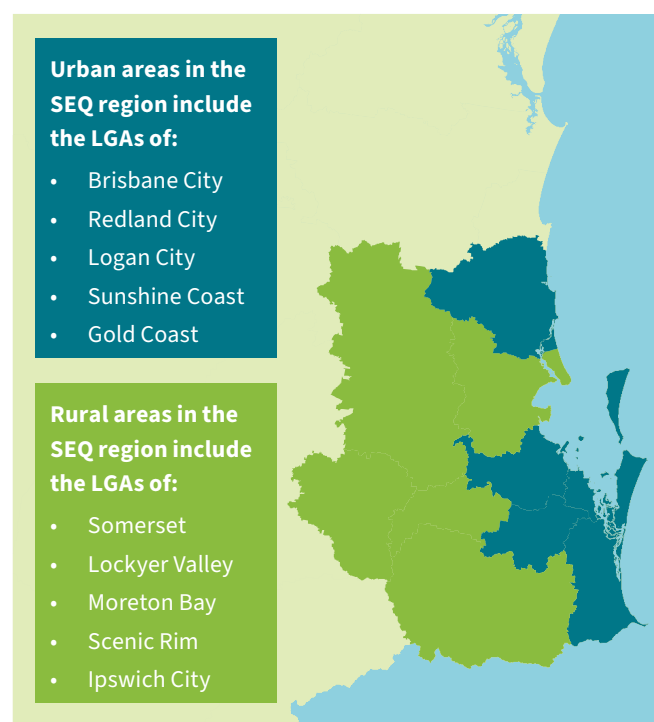 Urban areas in the
SEQ region include
the LGAs of:
• Brisbane City
• Redland City
• Logan City
• Sunshine Coast
• Gold Coast
Rural areas in the
SEQ region include
the LGAs of:
• Somerset
• Lockyer Valley
• Moreton Bay
• Scenic Rim
• Ipswich City